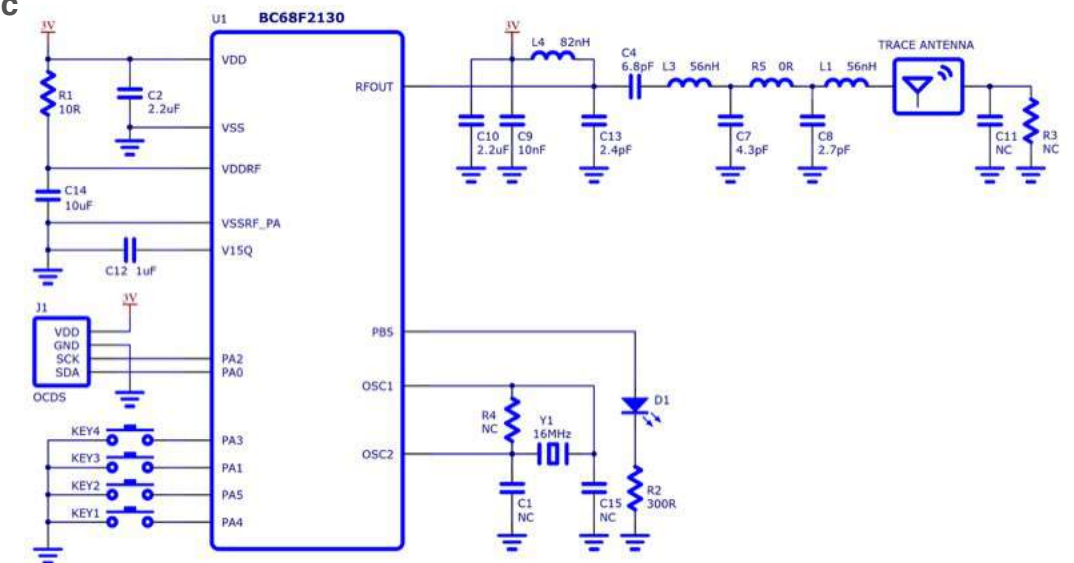 c
U1 BC68F2130
3V
R1
10R
C2
2.2uF
C14
10uF
C12 1uF
VDD
VSS
VDDRF
VSSRF_PA
V15Q
J1
3V
VDD
GND
SCK
SDA
OCDS
PA2
PA0
KEY4
KEY3
KEY2
KEY1
PA3
PA1
PA5
PA4
RFOUT
PBS
OSC1
OSC2
3V
L4 82nH
C10
2.2uF
C9
10nF
C13
2.4pF
C4
6.8pF
L3 56nH
C7
4.3pF
R5 0R
C8
2.7pF
L1 56nH
TRACE ANTENNA
C11
NC
R3
NC
R4
NC
Y1
16MHz
C1
NC
C15
NC
D1
R2
300R